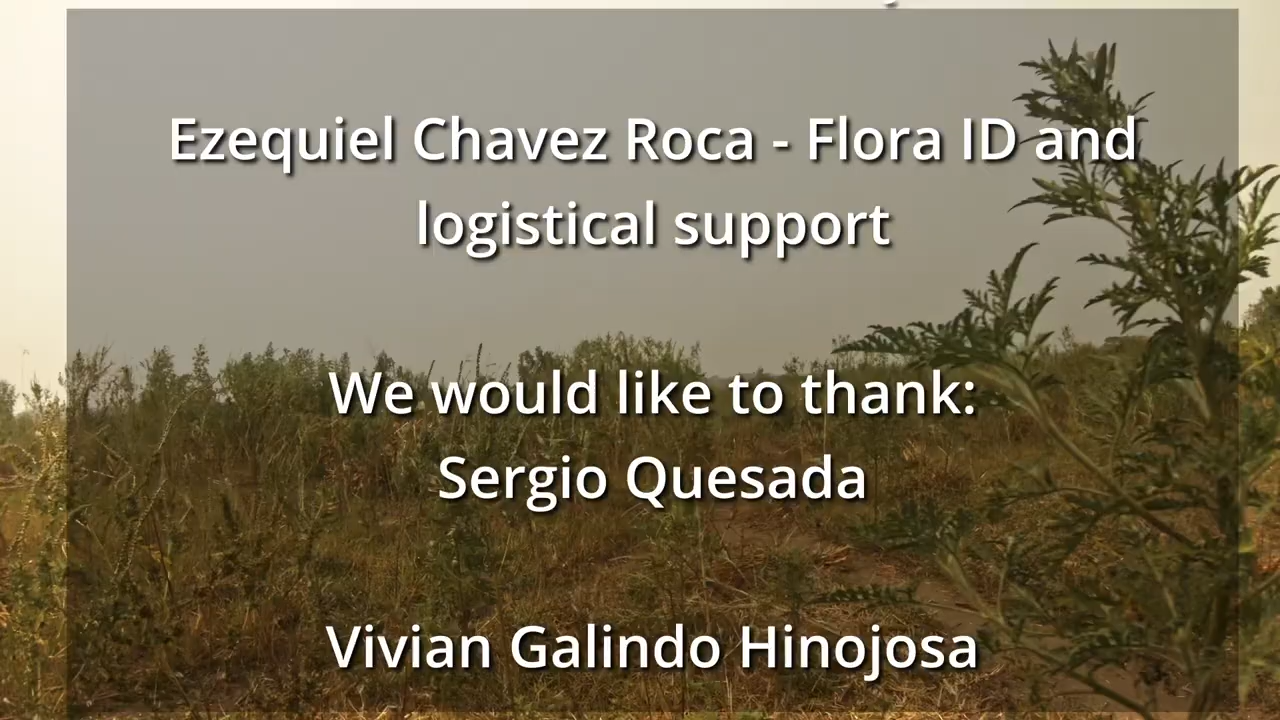 Ezequiel Chavez Roca - Flora ID and
logistical support
We would like to thank:
Sergio Quesada
Vivian Galindo Hinojosa